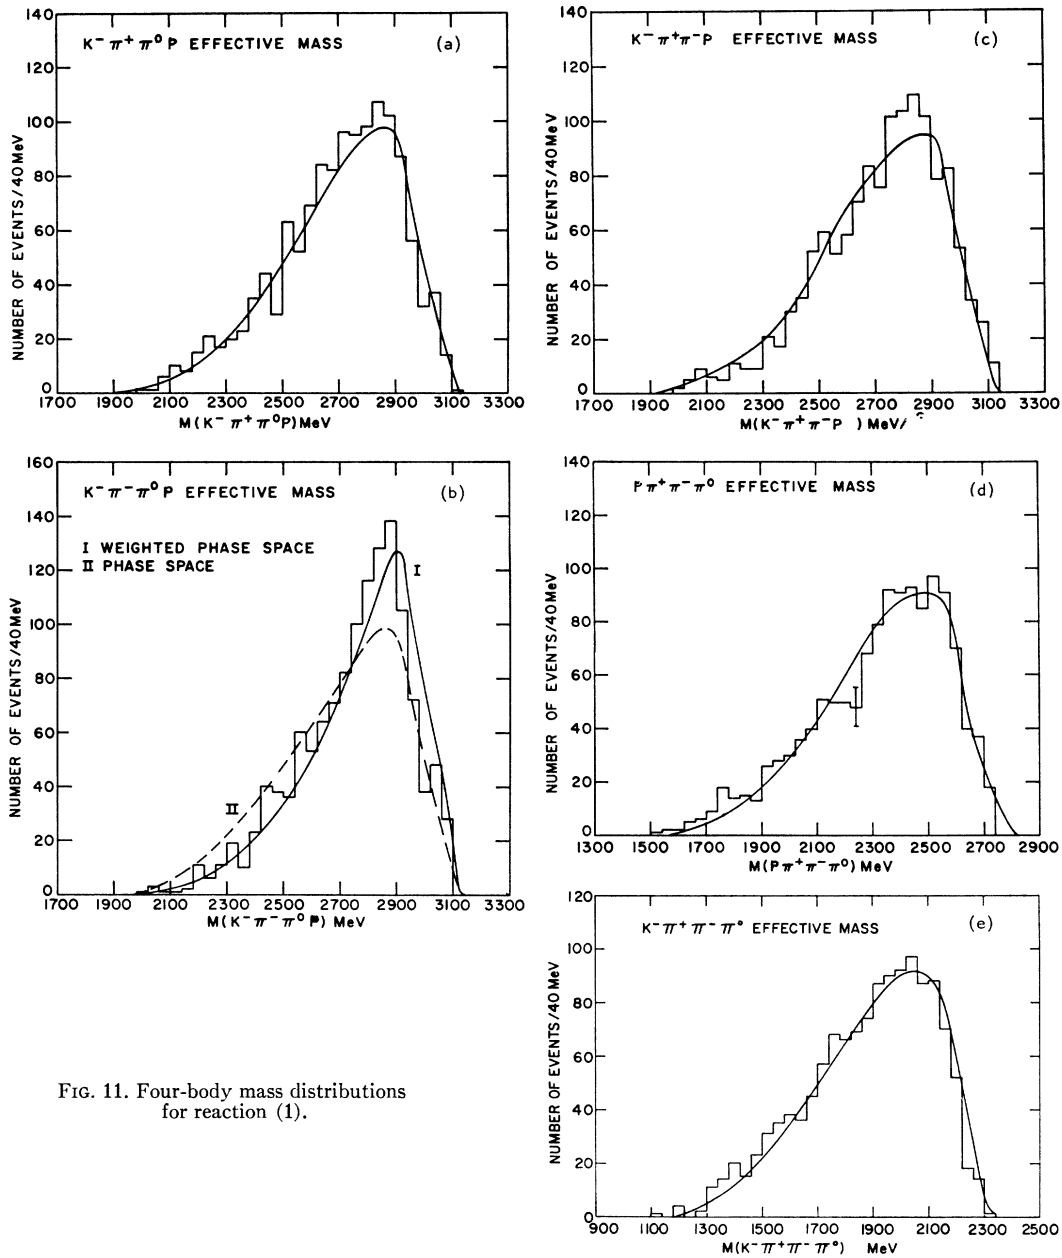 K⁻π⁺π⁰P EFFECTIVE MASS (a)
NUMBER OF EVENTS/40MeV
140
120
100
80
60
40
20
0
1700 1900 2100 2300 2500 2700 2900 3100 3300
M(K⁻π⁺π⁰P)MeV
K⁻π⁻π⁰P EFFECTIVE MASS (b)
I WEIGHTED PHASE SPACE
II PHASE SPACE
I
II
NUMBER OF EVENTS/40MeV
160
140
120
100
80
60
40
20
0
1700 1900 2100 2300 2500 2700 2900 3100 3300
M(K⁻π⁻π⁰P) MeV
K⁻π⁺π⁻P EFFECTIVE MASS (c)
NUMBER OF EVENTS/40MeV
140
120
100
80
60
40
20
0
1700 1900 2100 2300 2500 2700 2900 3100 3300
M(K⁻π⁺π⁻P ) MeV/
Pπ⁺π⁻π⁰ EFFECTIVE MASS (d)
NUMBER OF EVENTS/40MeV
140
120
100
80
60
40
20
0
1300 1500 1700 1900 2100 2300 2500 2700 2900
M(Pπ⁺π⁻π⁰) MeV
K⁻π⁺π⁻π⁰ EFFECTIVE MASS (e)
NUMBER OF EVENTS/40MeV
120
100
80
60
40
20
0
900 1100 1300 1500 1700 1900 2100 2300 2500
M(K⁻π⁺π⁻π⁰) MeV
FIG. 11. Four-body mass distributions
for reaction (1).